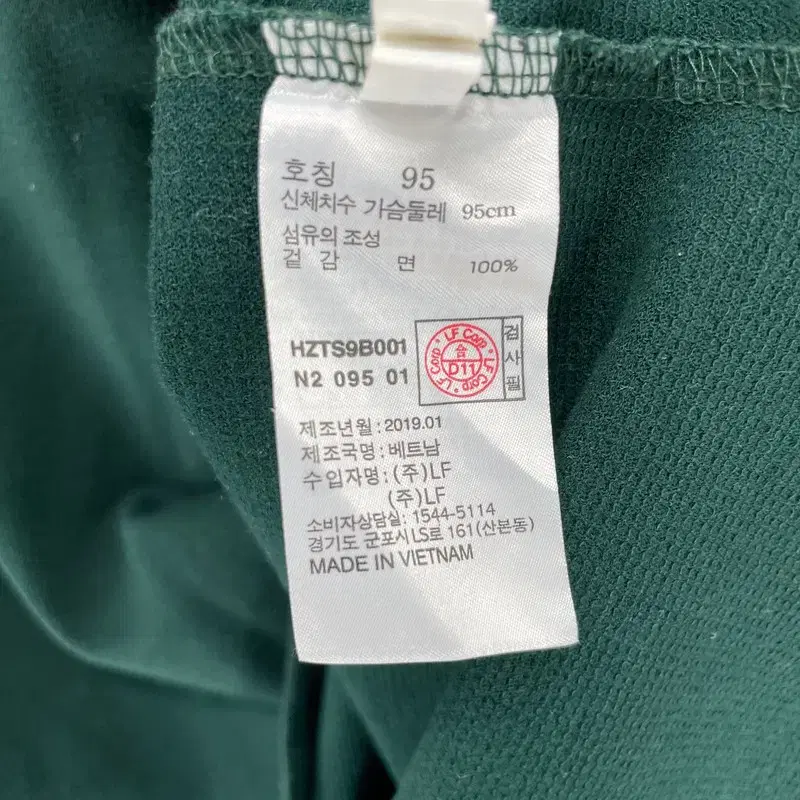 호칭 95
신체치수 가슴둘레 95cm
섬유의 조성
겉 감 면 100%
HZTS9B001
N2 095 01
LF Corp LF Corp LF Corp
합
D11
검사필
제조년월 : 2019.01
제조국명 : 베트남
수입자명 : (주)LF
(주)LF
소비자상담실: 1544-5114
경기도 군포시LS로 161(산본동)
MADE IN VIETNAM